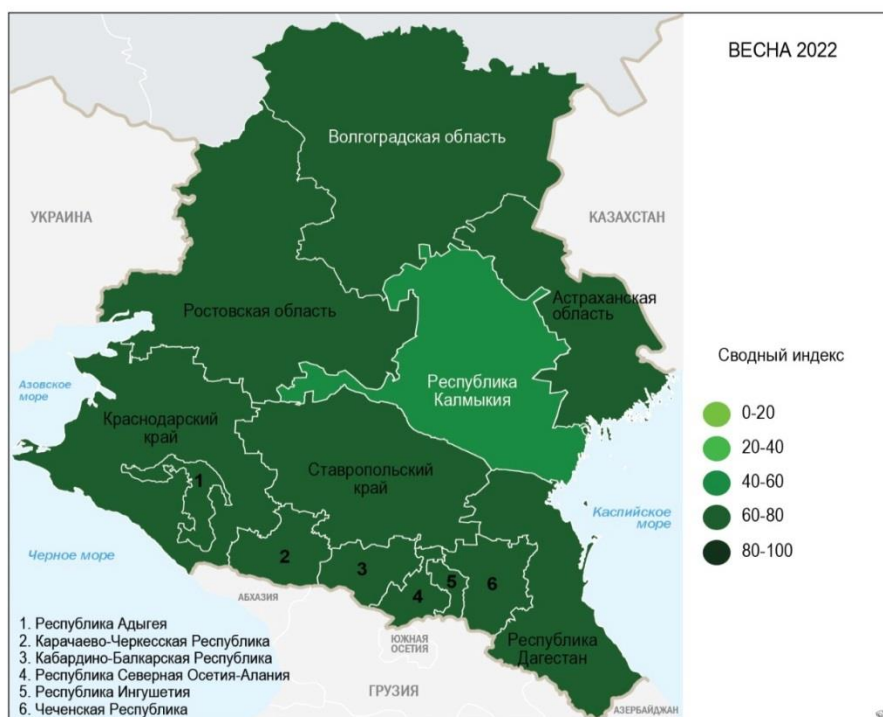 ВЕСНА 2022
Волгоградская область
УКРАИНА
КАЗАХСТАН
Астраханская
область
Ростовская область
Сводный индекс
Азовское
море
Республика
Калмыкия
0-20
Краснодарский
край
20-40
Ставропольский
край
40-60
1
Каспийское
море
60-80
Черное море
80-100
2
3
4
5
6
АБХАЗИЯ
1. Республика Адыгея
2. Карачаево-Черкесская Республика
3. Кабардино-Балкарская Республика
4. Республика Северная Осетия-Алания
5. Республика Ингушетия
6. Чеченская Республика
ЮЖНАЯ
ОСЕТИЯ
Республика
Дагестан
ГРУЗИЯ
АЗЕРБАЙДЖАН